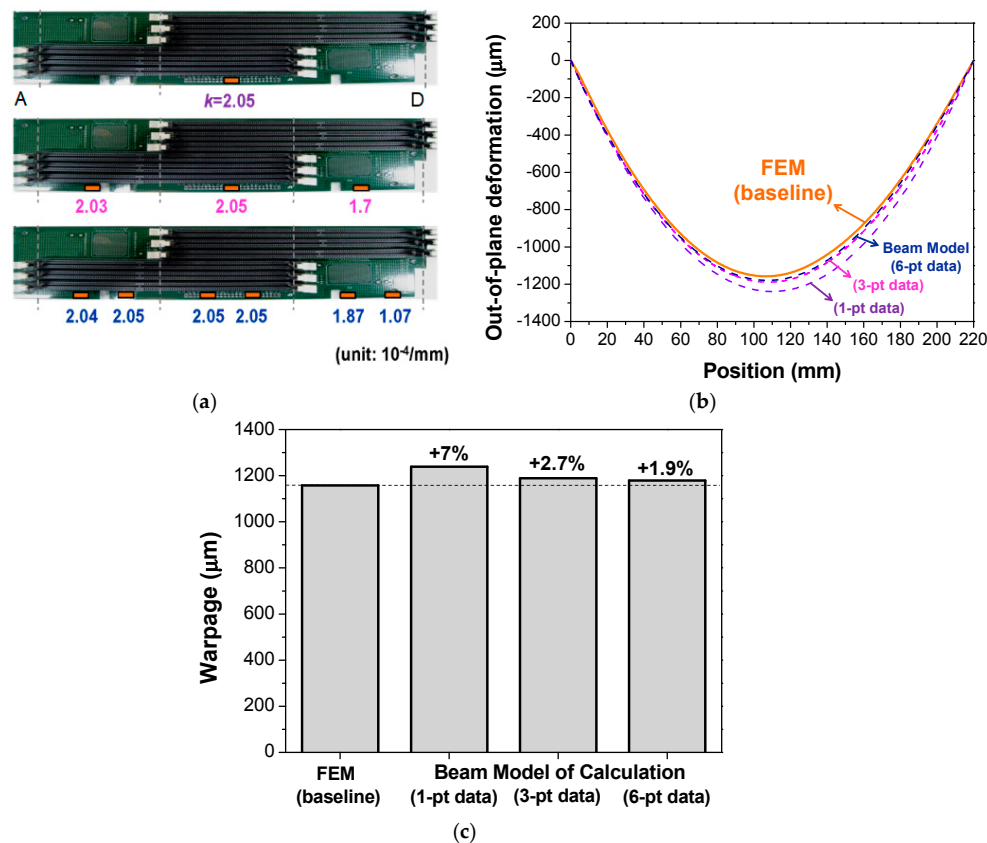 A
k=2.05
D
2.03 2.05 1.7
2.04 2.05 2.05 2.05 1.87 1.07
(unit: 10⁻⁴/mm)
(a)
200
0
-200
-400
-600
-800
-1000
-1200
-1400
Out-of-plane deformation (μm)
FEM
(baseline)
Beam Model
(6-pt data)
(3-pt data)
(1-pt data)
0 20 40 60 80 100 120 140 160 180 200 220
Position (mm)
(b)
1400
1200
1000
800
600
400
200
0
Warpage (μm)
+7%
+2.7%
+1.9%
FEM
(baseline)
Beam Model of Calculation
(1-pt data) (3-pt data) (6-pt data)
(c)